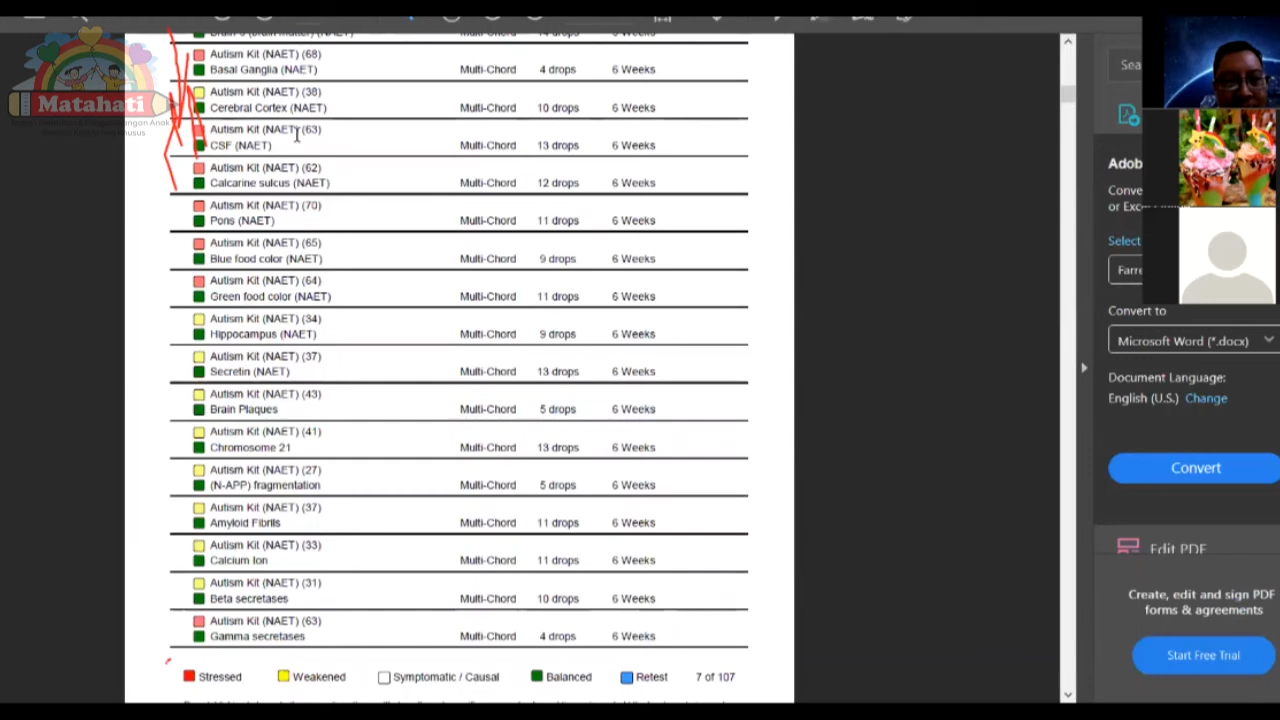 Matahati
Autism Kit (NAET) (68)
Basal Ganglia (NAET) Multi-Chord 4 drops 6 Weeks
Autism Kit (NAET) (38)
Cerebral Cortex (NAET) Multi-Chord 10 drops 6 Weeks
Autism Kit (NAET) (63)
CSF (NAET) Multi-Chord 13 drops 6 Weeks
Autism Kit (NAET) (62)
Calcarine sulcus (NAET) Multi-Chord 12 drops 6 Weeks
Autism Kit (NAET) (70)
Pons (NAET) Multi-Chord 11 drops 6 Weeks
Autism Kit (NAET) (65)
Blue food color (NAET) Multi-Chord 9 drops 6 Weeks
Autism Kit (NAET) (64)
Green food color (NAET) Multi-Chord 11 drops 6 Weeks
Autism Kit (NAET) (34)
Hippocampus (NAET) Multi-Chord 9 drops 6 Weeks
Autism Kit (NAET) (37)
Secretin (NAET) Multi-Chord 13 drops 6 Weeks
Autism Kit (NAET) (43)
Brain Plaques Multi-Chord 5 drops 6 Weeks
Autism Kit (NAET) (41)
Chromosome 21 Multi-Chord 13 drops 6 Weeks
Autism Kit (NAET) (27)
(N-APP) fragmentation Multi-Chord 5 drops 6 Weeks
Autism Kit (NAET) (37)
Amyloid Fibrils Multi-Chord 11 drops 6 Weeks
Autism Kit (NAET) (33)
Calcium Ion Multi-Chord 11 drops 6 Weeks
Autism Kit (NAET) (31)
Beta secretases Multi-Chord 10 drops 6 Weeks
Autism Kit (NAET) (63)
Gamma secretases Multi-Chord 4 drops 6 Weeks
Stressed Weakened Symptomatic / Causal Balanced Retest 7 of 107
Sea
Adob
Conve
or Exc
Select
Farre
Convert to
Microsoft Word (*.docx)
Document Language:
English (U.S.) Change
Convert
Edit PDF
Create, edit and sign PDF
forms & agreements
Start Free Trial